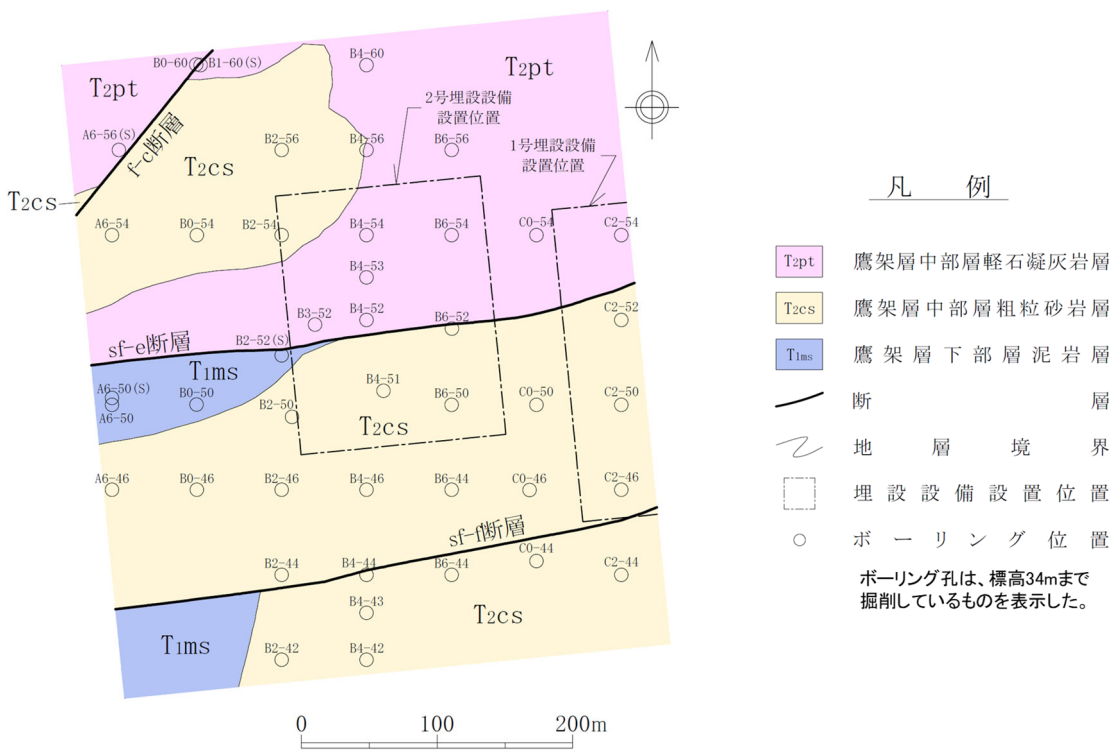 B0-60
B1-60(S)
B4-60
T2pt
T2pt
2号埋設設備
設置位置
A6-56(S)
f-c断層
B2-56
B4-56
B6-56
1号埋設設備
設置位置
T2cs
T2cs
A6-54
B0-54
B2-54
B4-54
B6-54
C0-54
C2-54
B4-53
B3-52
B4-52
B6-52
C2-52
sf-e断層
B2-52(S)
T1ms
A6-50(S)
A6-50
B0-50
B2-50
B4-51
B6-50
C0-50
C2-50
T2cs
A6-46
B0-46
B2-46
B4-46
B6-44
C0-46
C2-46
sf-f断層
B2-44
B4-44
B6-44
C0-44
C2-44
B4-43
T2cs
T1ms
B2-42
B4-42
0 100 200m
凡 例
T2pt 鷹架層中部層軽石凝灰岩層
T2cs 鷹架層中部層粗粒砂岩層
T1ms 鷹架層下部層泥岩層
断層
地層境界
埋設設備設置位置
ボーリング位置
ボーリング孔は、標高34mまで
掘削しているものを表示した。